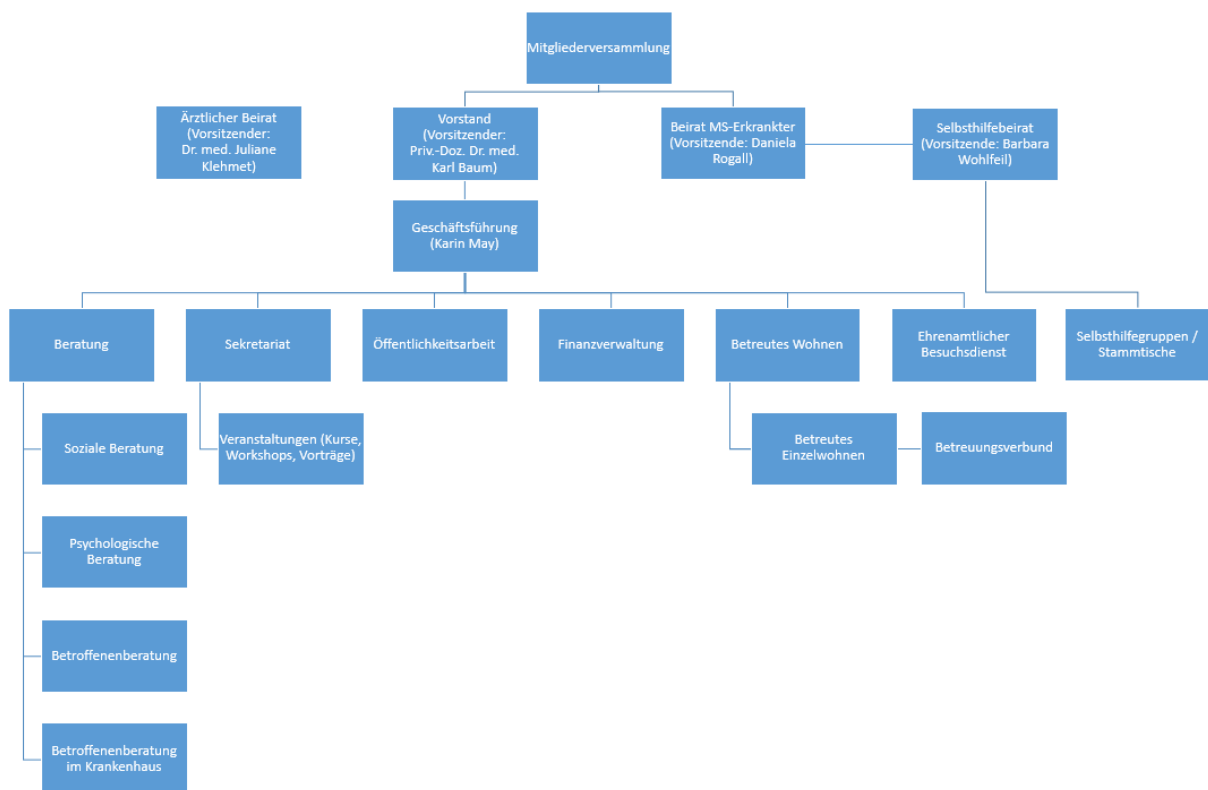 Mitgliederversammlung
Ärztlicher Beirat
(Vorsitzender:
Dr. med. Juliane
Klehmet)
Vorstand
(Vorsitzender:
Priv.-Doz. Dr. med.
Karl Baum)
Beirat MS-Erkrankter
(Vorsitzende: Daniela
Rogall)
Selbsthilfebeirat
(Vorsitzende: Barbara
Wohlfeil)
Geschäftsführung
(Karin May)
Beratung
Sekretariat
Öffentlichkeitsarbeit
Finanzverwaltung
Betreutes Wohnen
Ehrenamtlicher
Besuchsdienst
Selbsthilfegruppen /
Stammtische
Soziale Beratung
Veranstaltungen (Kurse,
Workshops, Vorträge)
Betreutes
Einzelwohnen
Betreuungsverbund
Psychologische
Beratung
Betroffenenberatung
Betroffenenberatung
im Krankenhaus